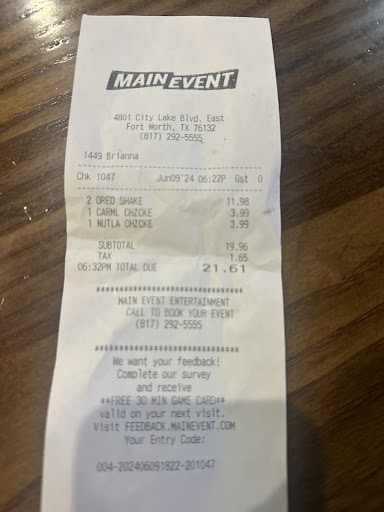 MAIN EVENT
4801 City Lake Blvd. East
Fort Worth, TX 76132
(817) 292-5555
1449 Brianna
Chk 1047 Jun09'24 06:22P Gst 0
2 OREO SHAKE 11.98
1 CARML CHZCKE 3.99
1 NUTLA CHZCKE 3.99
SUBTOTAL 19.96
TAX 1.65
06:32PM TOTAL DUE 21.61
MAIN EVENT ENTERTAINMENT
CALL TO BOOK YOUR EVENT
(817) 292-5555
We want your feedback!
Complete our survey
and receive
**FREE 30 MIN GAME CARD**
valid on your next visit.
Visit FEEDBACK.MAINEVENT.COM
Your Entry Code:
004-202406091822-201047